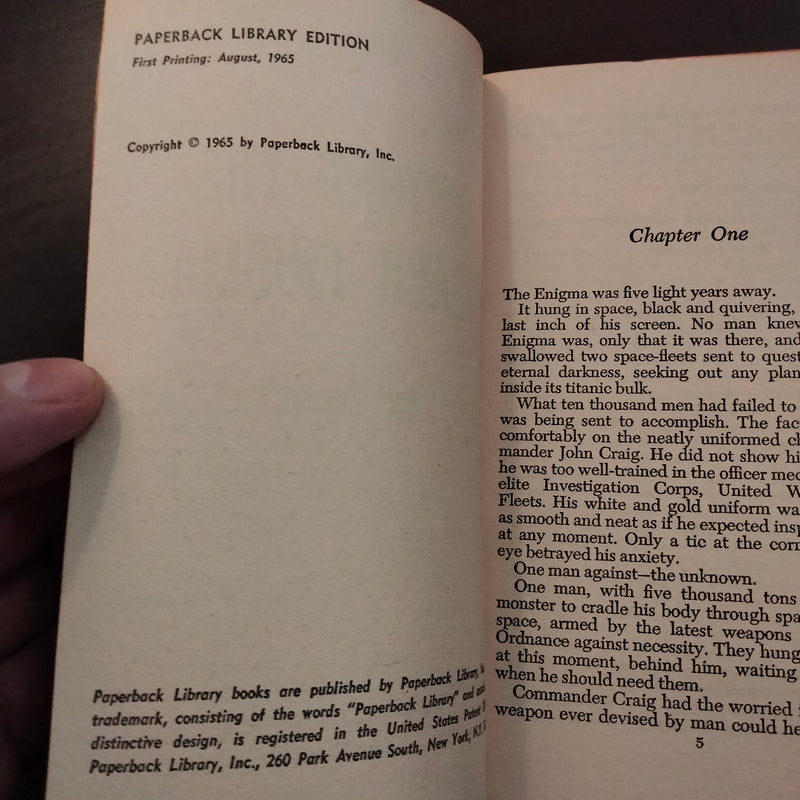 PAPERBACK LIBRARY EDITION
First Printing: August, 1965
Copyright © 1965 by Paperback Library, Inc.
Paperback Library books are published by Paperback Library,
trademark, consisting of the words "Paperback Library" and
distinctive design, is registered in the United States Patent
Paperback Library, Inc., 260 Park Avenue South, New York, N.Y.
Chapter One
The Enigma was five light years away.
It hung in space, black and quivering,
last inch of his screen. No man knew
Enigma was, only that it was there, and
swallowed two space-fleets sent to quest
eternal darkness, seeking out any plan
inside its titanic bulk.
What ten thousand men had failed to
was being sent to accomplish. The fac
comfortably on the neatly uniformed
mander John Craig. He did not show
he was too well-trained in the officer
elite Investigation Corps, United W
Fleets. His white and gold uniform
as smooth and neat as if he expected
at any moment. Only a tic at the
eye betrayed his anxiety.
One man against—the unknown.
One man, with five thousand tons
monster to cradle his body through
space, armed by the latest weapons
Ordnance against necessity. They hung
at this moment, behind him, waiting
when he should need them.
Commander Craig had the worried
weapon ever devised by man could
5